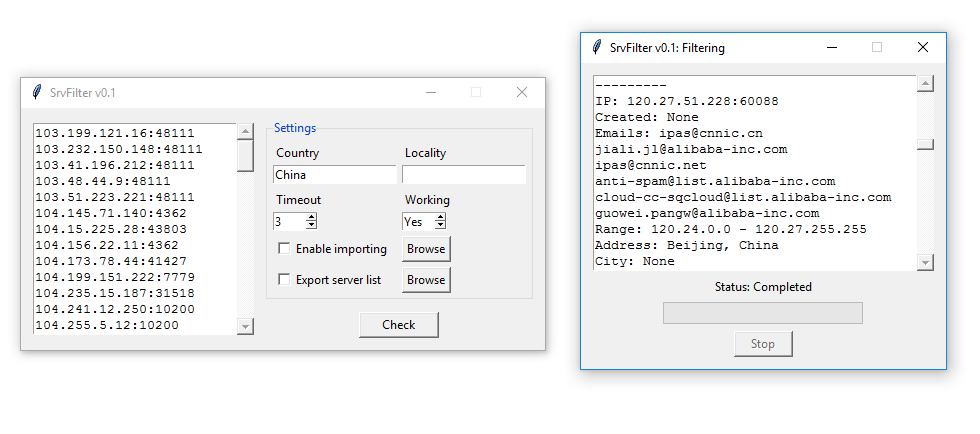 SrvFilter v0.1
103.199.121.16:48111
103.232.150.148:48111
103.41.196.212:48111
103.48.44.9:48111
103.51.223.221:48111
104.145.71.140:4362
104.15.225.28:43803
104.156.22.11:4362
104.173.78.44:41427
104.199.151.222:7779
104.235.15.187:31518
104.241.12.250:10200
104.255.5.12:10200
Settings
Country Locality
China
Timeout Working
3 Yes
Enable importing Browse
Export server list Browse
Check
SrvFilter v0.1: Filtering
---------
IP: 120.27.51.228:60088
Created: None
Emails: ipas@cnnic.cn
jiali.jl@alibaba-inc.com
ipas@cnnic.net
anti-spam@list.alibaba-inc.com
cloud-cc-sqcloud@list.alibaba-inc.com
guowei.pangw@alibaba-inc.com
Range: 120.24.0.0 - 120.27.255.255
Address: Beijing, China
City: None
Status: Completed
Stop